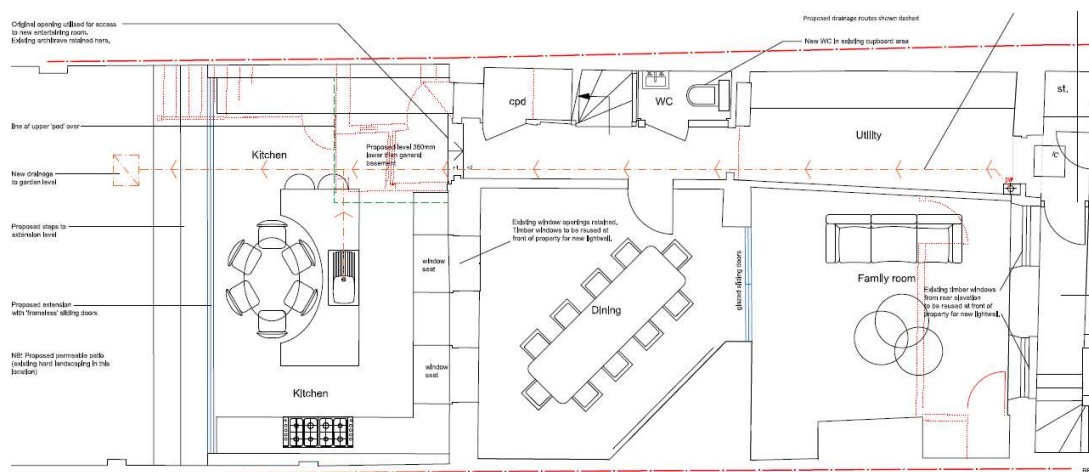 Original opening utilised for access
to new entertaining room.
Existing architrave retained here.
Proposed drainage routes shown dashed
New WC in existing cupboard area
cpd
WC
st.
Utility
line of upper 'pod' over
Kitchen
Proposed level 380mm
lower than general
basement
IC
New drainage
to garden level
SVP
Existing window openings retained.
Timber windows to be reused at
front of property for new lightwall.
Proposed steps to
extension level
window
seat
glazed sliding doors
Family room
Existing timber windows
from rear elevation
to be reused at front of
property for new lightwall.
Dining
Proposed extension
with 'frameless' sliding doors
NB: Proposed permeable patio
(existing hard landscaping in this
location)
window
seat
Kitchen